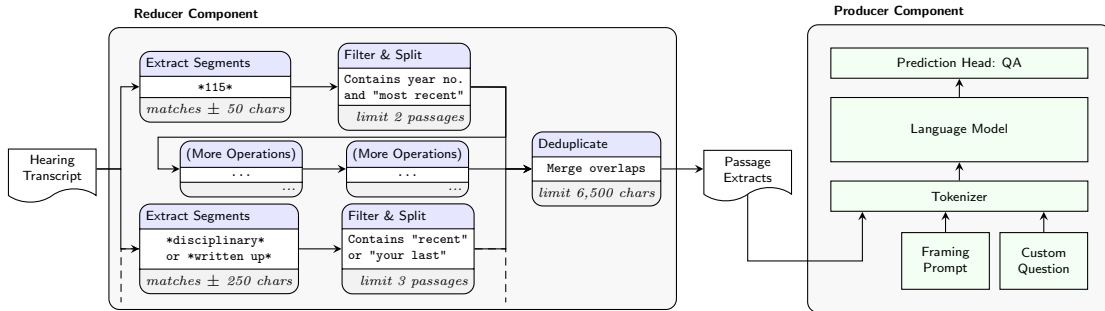 Reducer Component
Producer Component
Extract Segments
*115*
matches ± 50 chars
Filter & Split
Contains year no.
and "most recent"
limit 2 passages
Hearing
Transcript
(More Operations)
...
...
(More Operations)
...
...
Deduplicate
Merge overlaps
limit 6,500 chars
Passage
Extracts
Extract Segments
*disciplinary*
or *written up*
matches ± 250 chars
Filter & Split
Contains "recent"
or "your last"
limit 3 passages
Prediction Head: QA
Language Model
Tokenizer
Framing
Prompt
Custom
Question